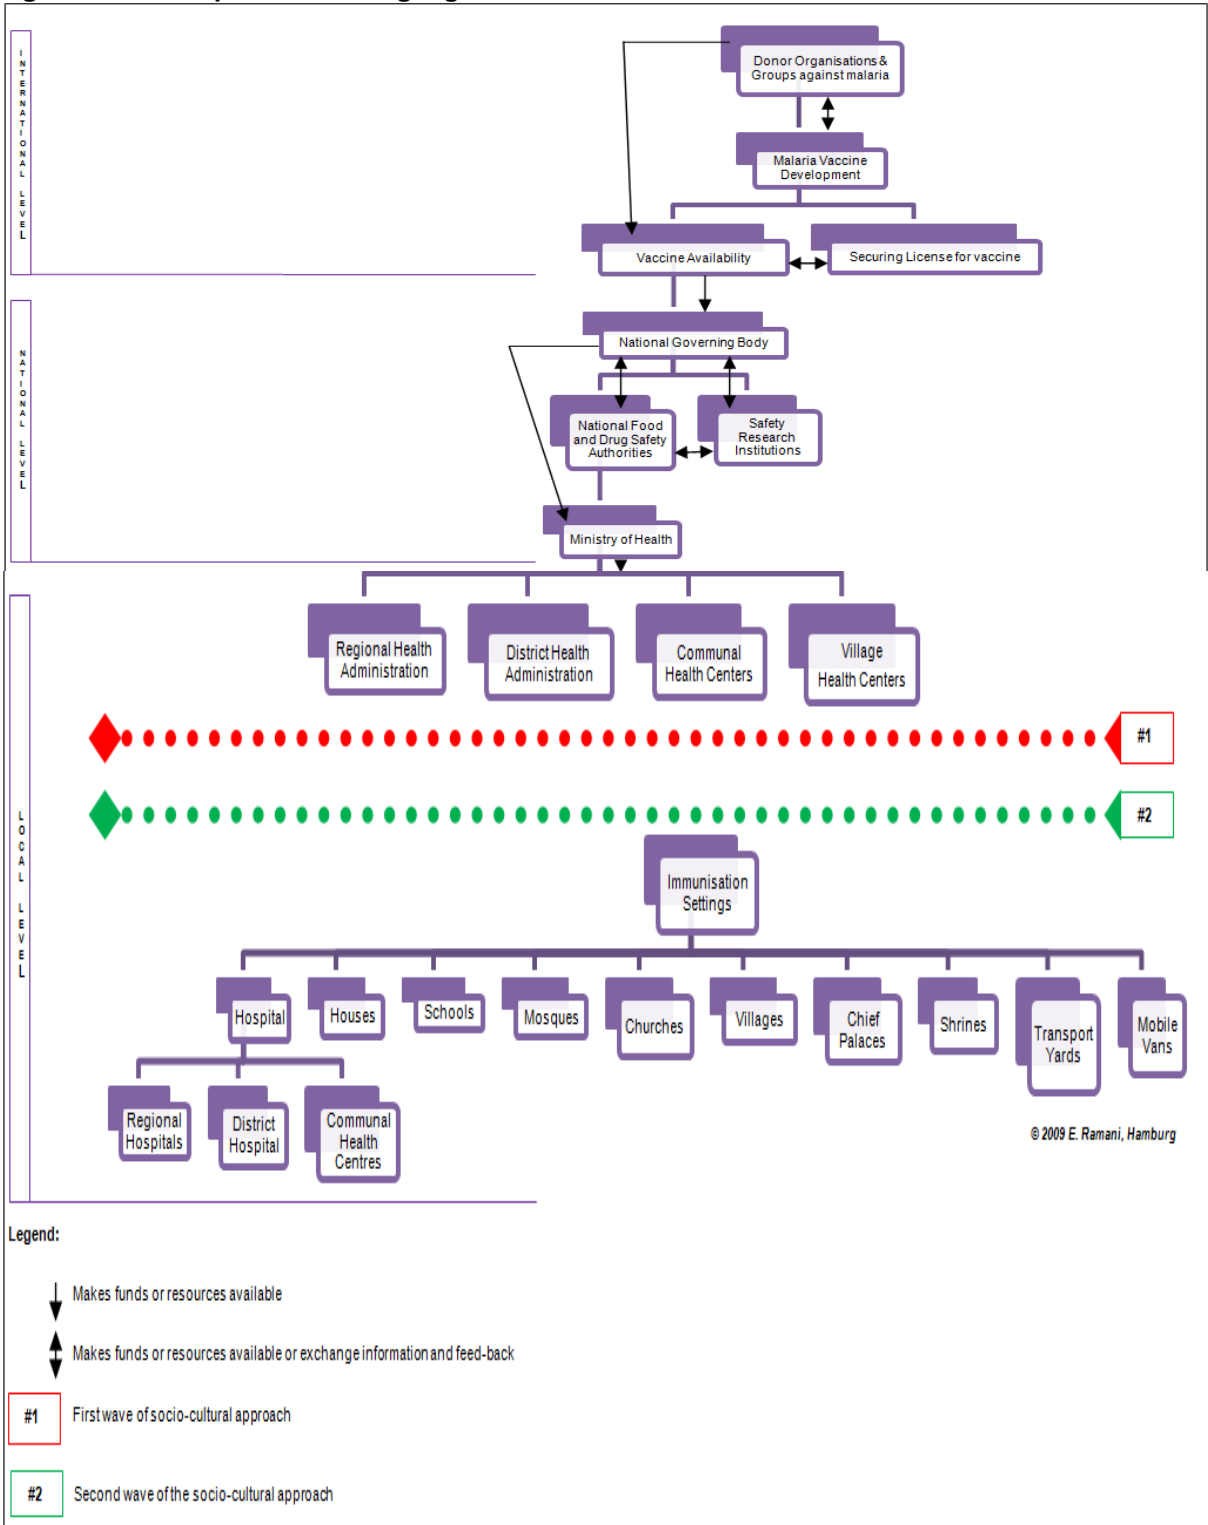 INTERNATIONAL LEVEL
Donor Organisations &
Groups against malaria
Malaria Vaccine
Development
Vaccine Availability
Securing License for vaccine
NATIONAL LEVEL
National Governing Body
National Food
and Drug Safety
Authorities
Safety
Research
Institutions
Ministry of Health
LOCAL LEVEL
Regional Health
Administration
District Health
Administration
Communal
Health Centers
Village
Health Centers
#1
#2
Immunisation
Settings
Hospital
Houses
Schools
Mosques
Churches
Villages
Chief
Palaces
Shrines
Transport
Yards
Mobile
Vans
Regional
Hospitals
District
Hospital
Communal
Health
Centres
© 2009 E. Ramani, Hamburg
Legend:
Makes funds or resources available
Makes funds or resources available or exchange information and feed-back
#1 First wave of socio-cultural approach
#2 Second wave of the socio-cultural approach